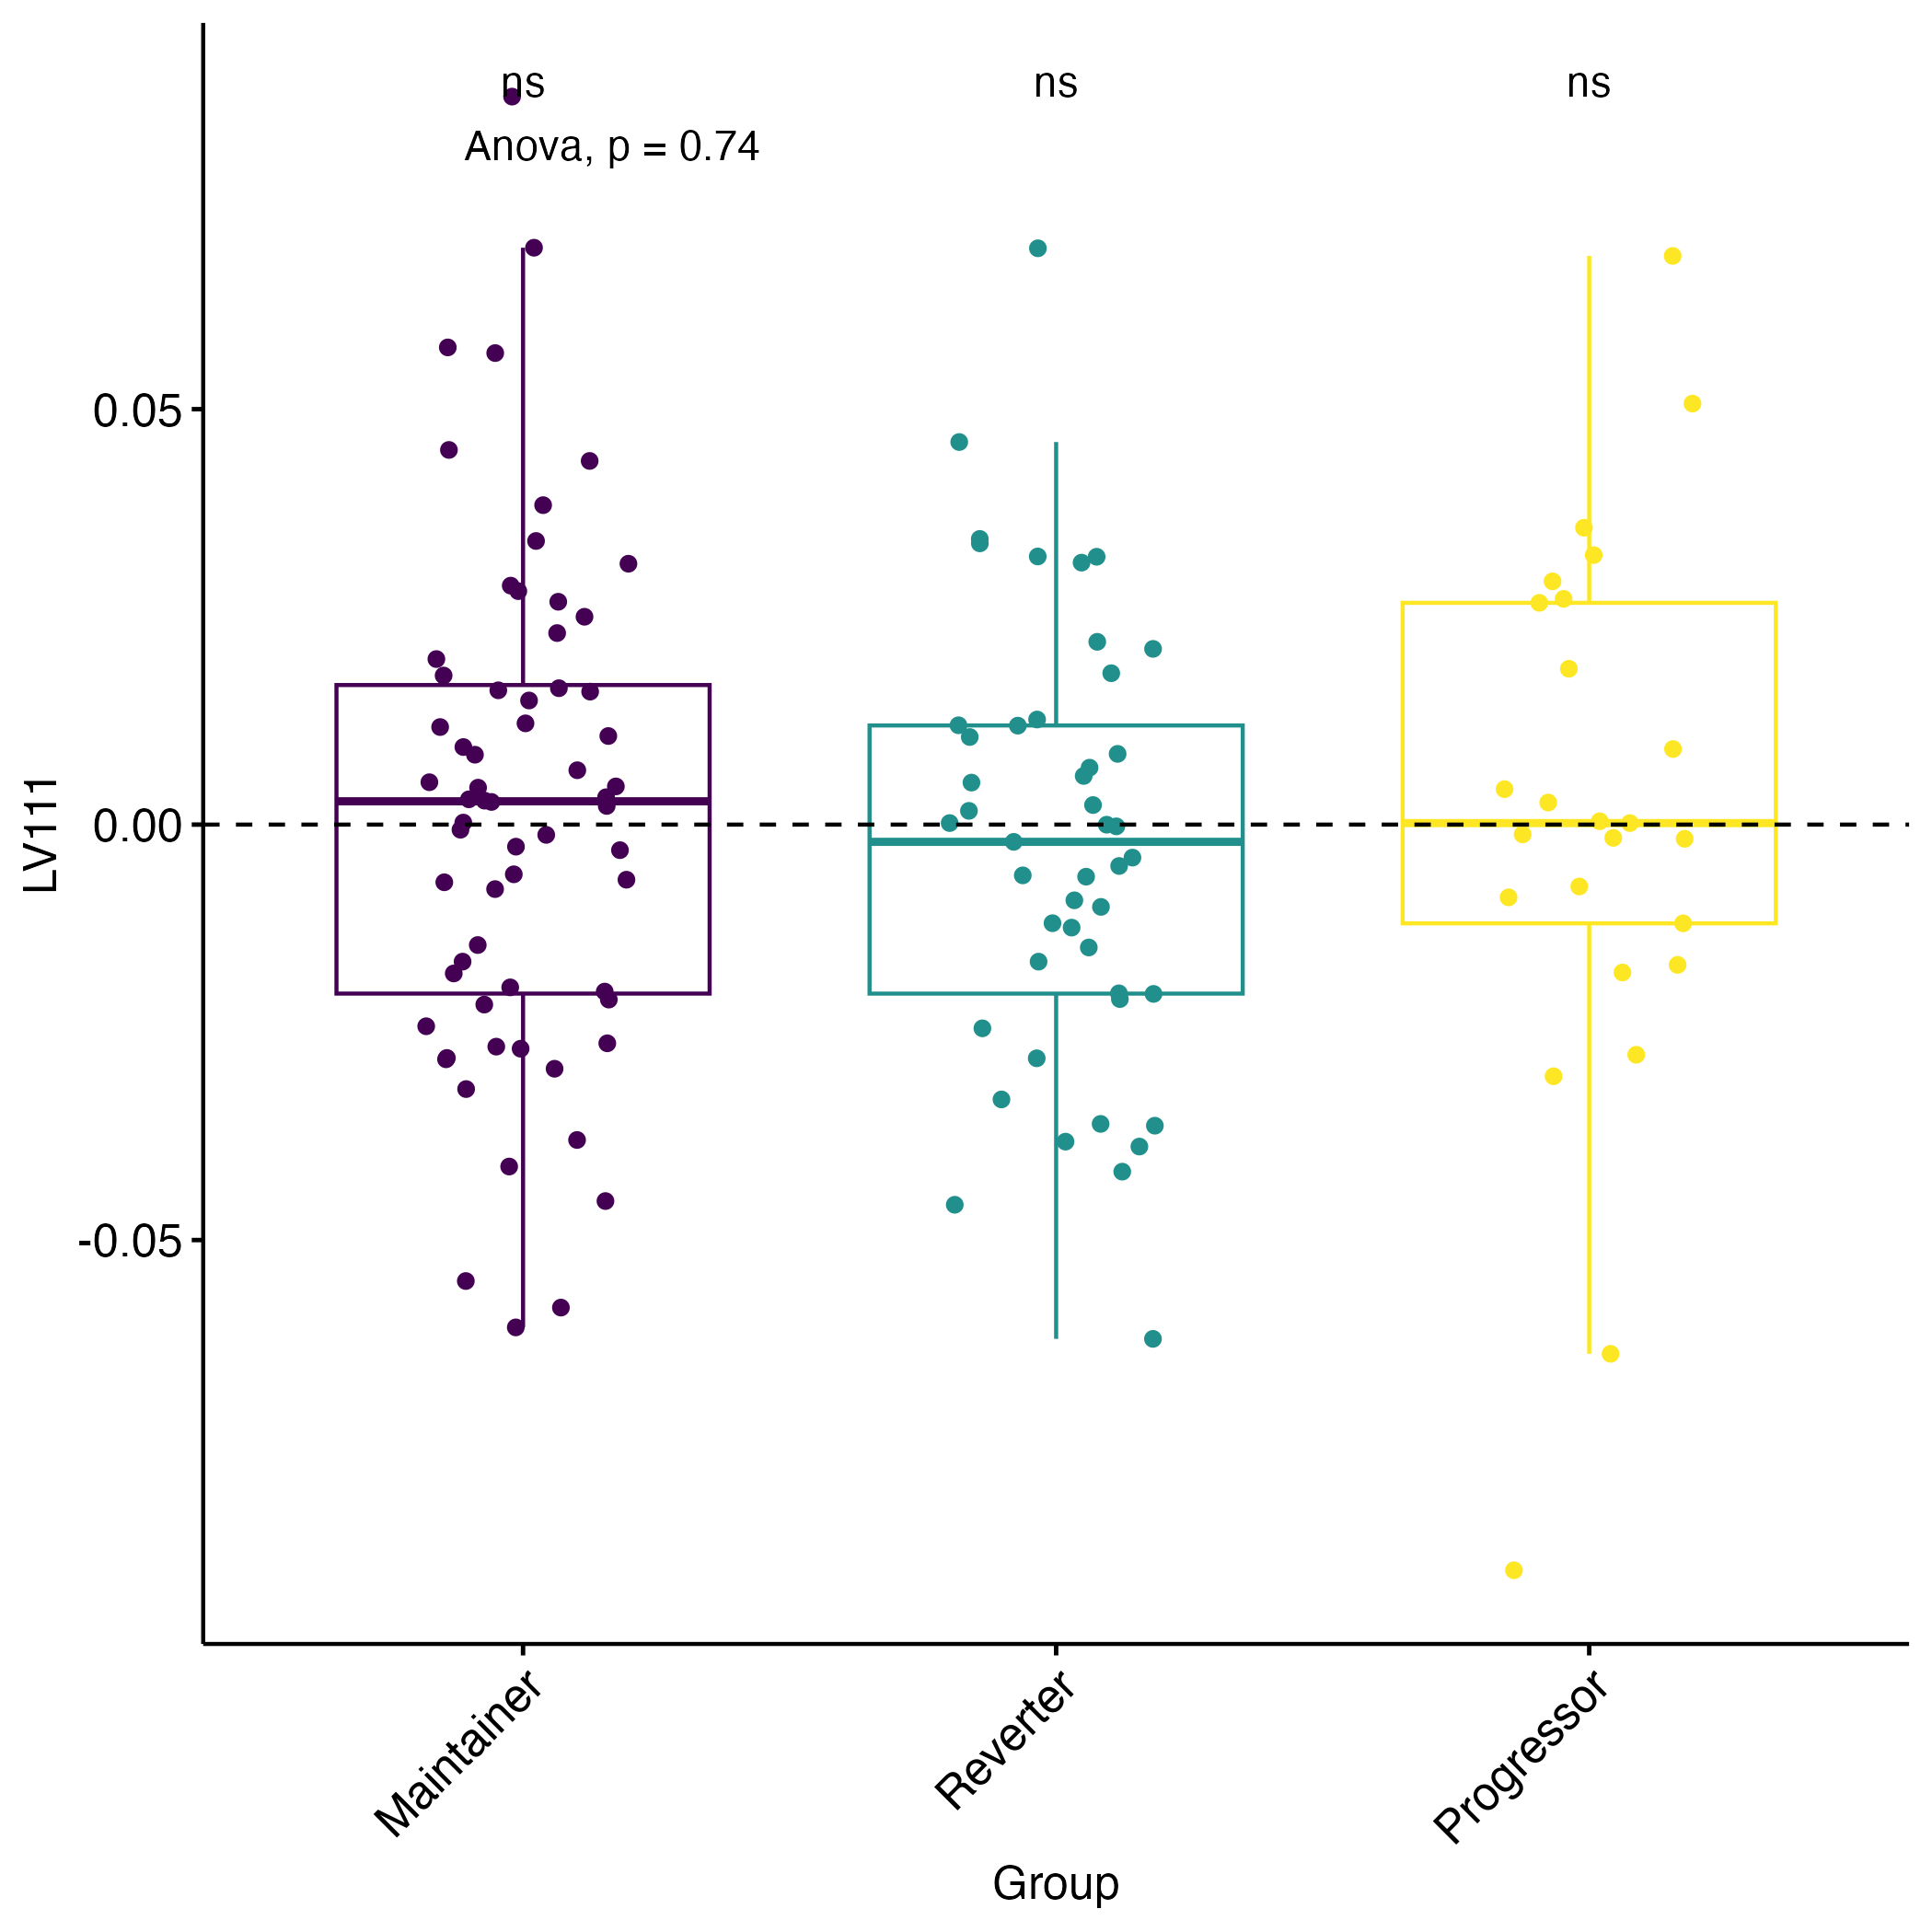 ns ns ns
Anova, p = 0.74
0.05
0.00
-0.05
LV111
Maintainer
Reverter
Progressor
Group